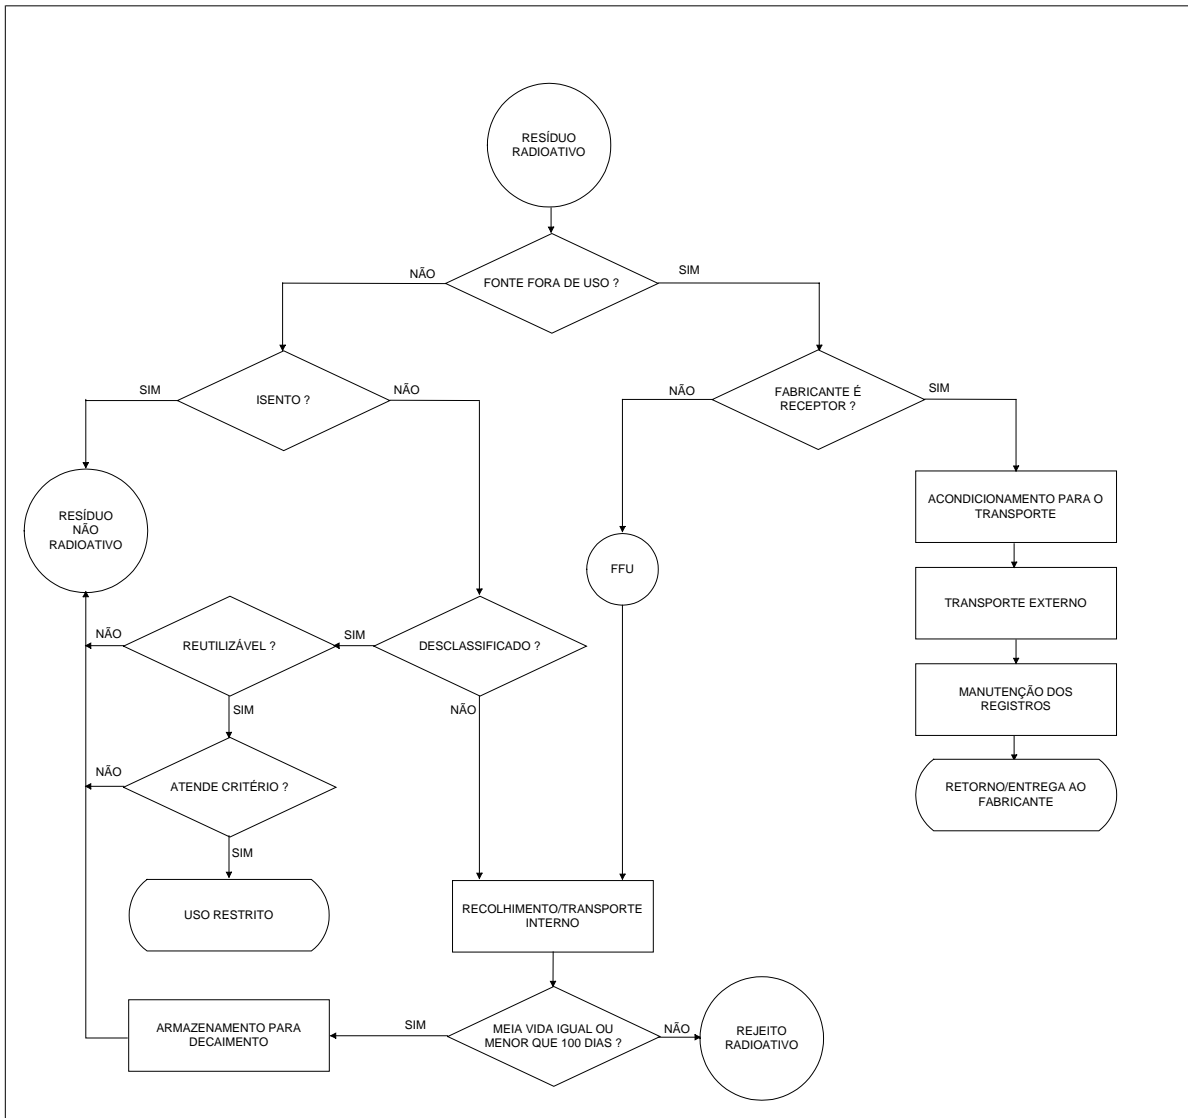 RESÍDUO
RADIOATIVO
NÃO
SIM
FONTE FORA DE USO ?
SIM
NÃO
ISENTO ?
NÃO
SIM
FABRICANTE É
RECEPTOR ?
RESÍDUO
NÃO
RADIOATIVO
ACONDICIONAMENTO PARA O
TRANSPORTE
FFU
TRANSPORTE EXTERNO
NÃO
REUTILIZÁVEL ?
SIM
DESCLASSIFICADO ?
MANUTENÇÃO DOS
REGISTROS
SIM
NÃO
NÃO
ATENDE CRITÉRIO ?
RETORNO/ENTREGA AO
FABRICANTE
SIM
USO RESTRITO
RECOLHIMENTO/TRANSPORTE
INTERNO
ARMAZENAMENTO PARA
DECAIMENTO
SIM
MEIA VIDA IGUAL OU
MENOR QUE 100 DIAS ?
NÃO
REJEITO
RADIOATIVO